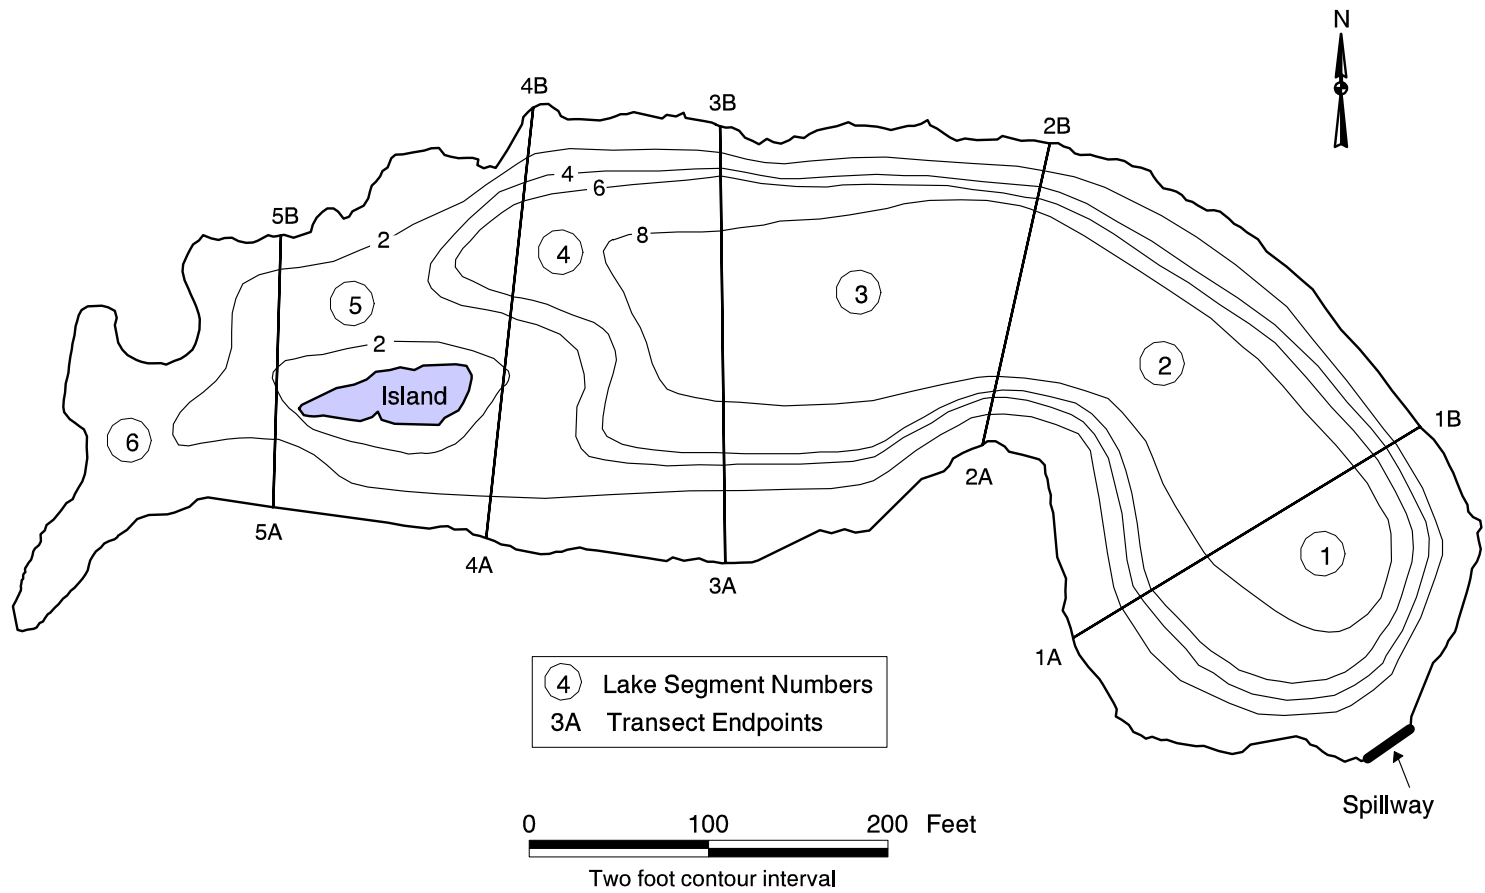 N
4B
3B
2B
4
6
5B
2
8
4
3
5
2
2
Island
1B
6
2A
5A
1
4A
3A
1A
4 Lake Segment Numbers
3A Transect Endpoints
Spillway
0 100 200 Feet
Two foot contour interval